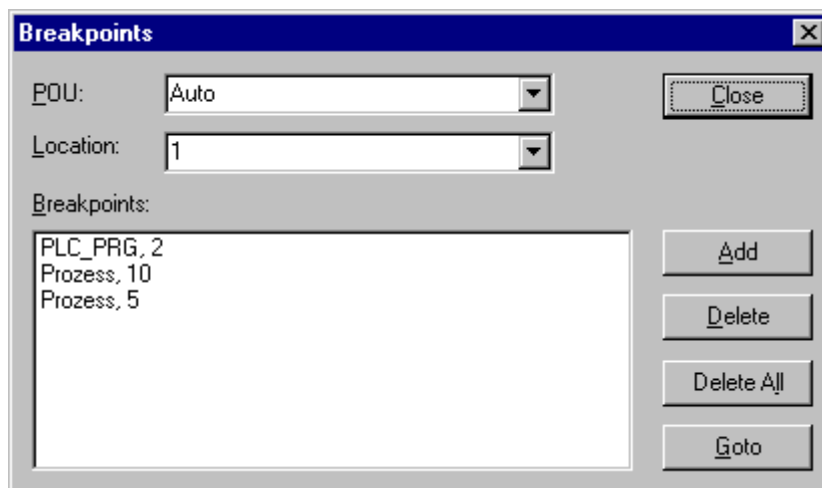 Breakpoints
POU: Auto Close
Location: 1
Breakpoints:
PLC_PRG, 2
Prozess, 10
Prozess, 5
Add
Delete
Delete All
Goto